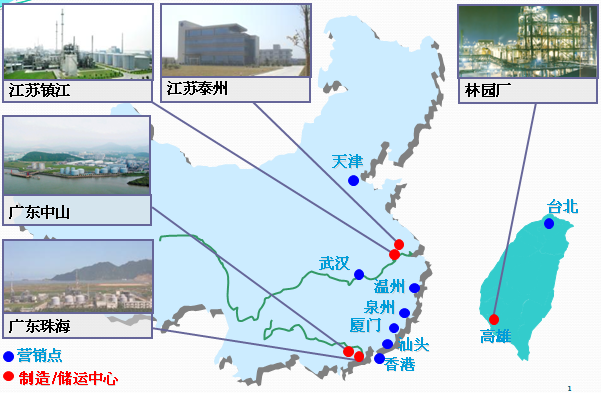 江苏镇江
江苏泰州
林园厂
广东中山
广东珠海
天津
武汉
温州
泉州
厦门
汕头
香港
台北
高雄
营销点
制造/储运中心
1